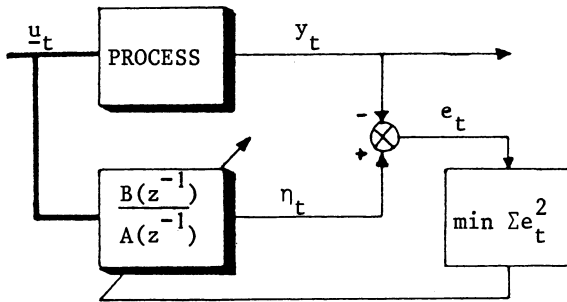 u_t
PROCESS
y_t
-
e_t
+
B(z^{-1})
A(z^{-1})
η_t
min Σe_t^2